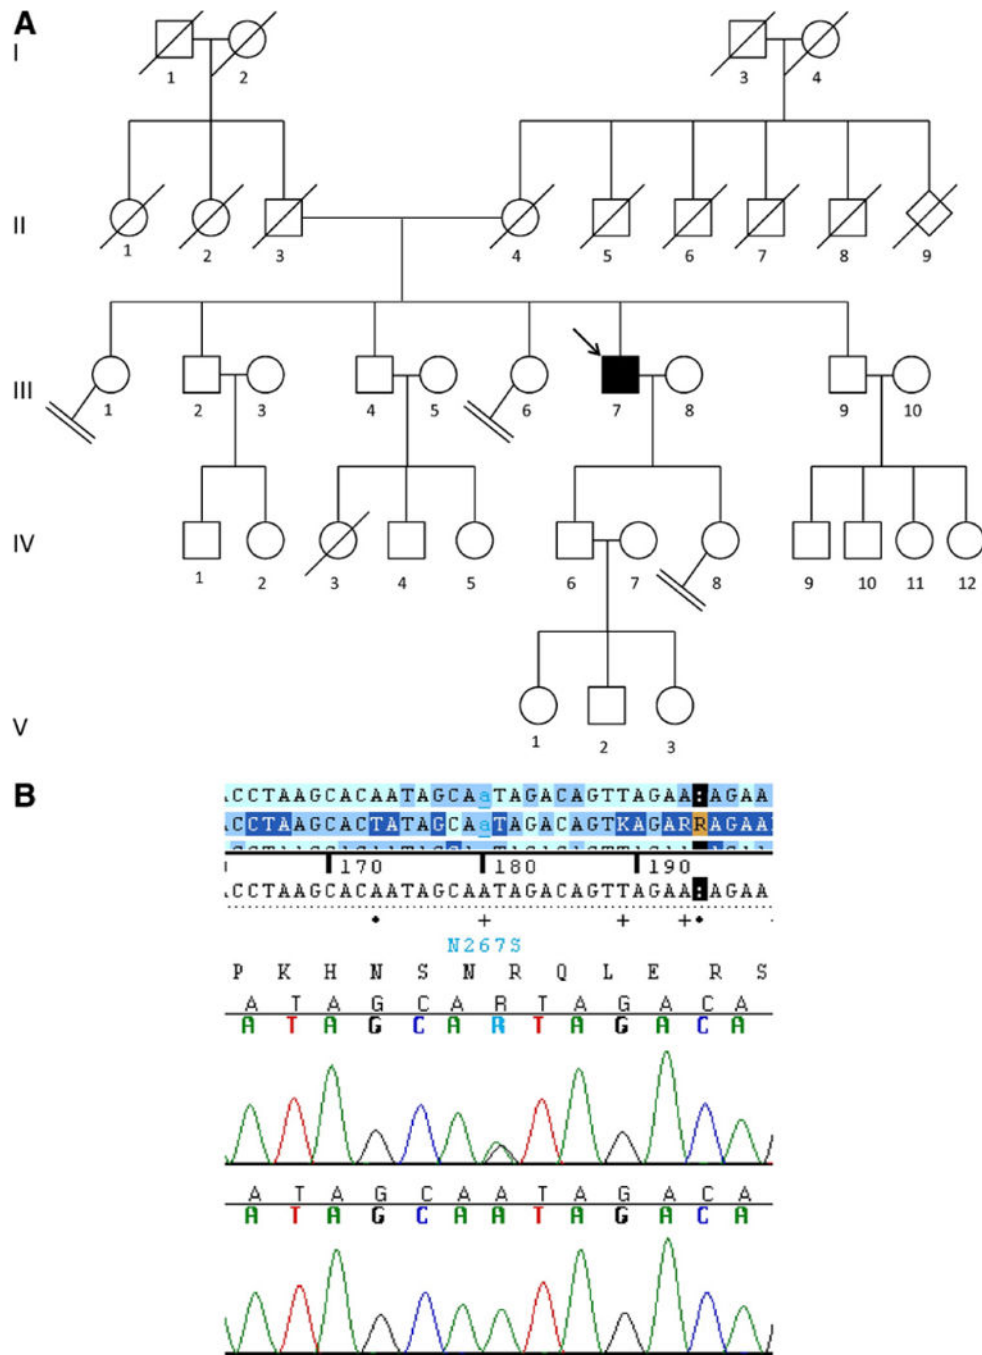 A
I
1 2 3 4
II
1 2 3 4 5 6 7 8 9
III
1 2 3 4 5 6 7 8 9 10
IV
1 2 3 4 5 6 7 8 9 10 11 12
V
1 2 3
B
CCTAAGCACAATAGCAaTAGACAGTTAGAA:AGAA
CCTAAGCACTATAGCAaTAGACAGTKAGARRAGAA
170 180 190
CCTAAGCACAATAGCAATAGACAGTTAGAA:AGAA
+ + +
N267S
P K H N S N R Q L E R S
A T A G C A R T A G A C A
A T A G C A R T A G A C A
A T A G C A A T A G A C A
A T A G C A A T A G A C A